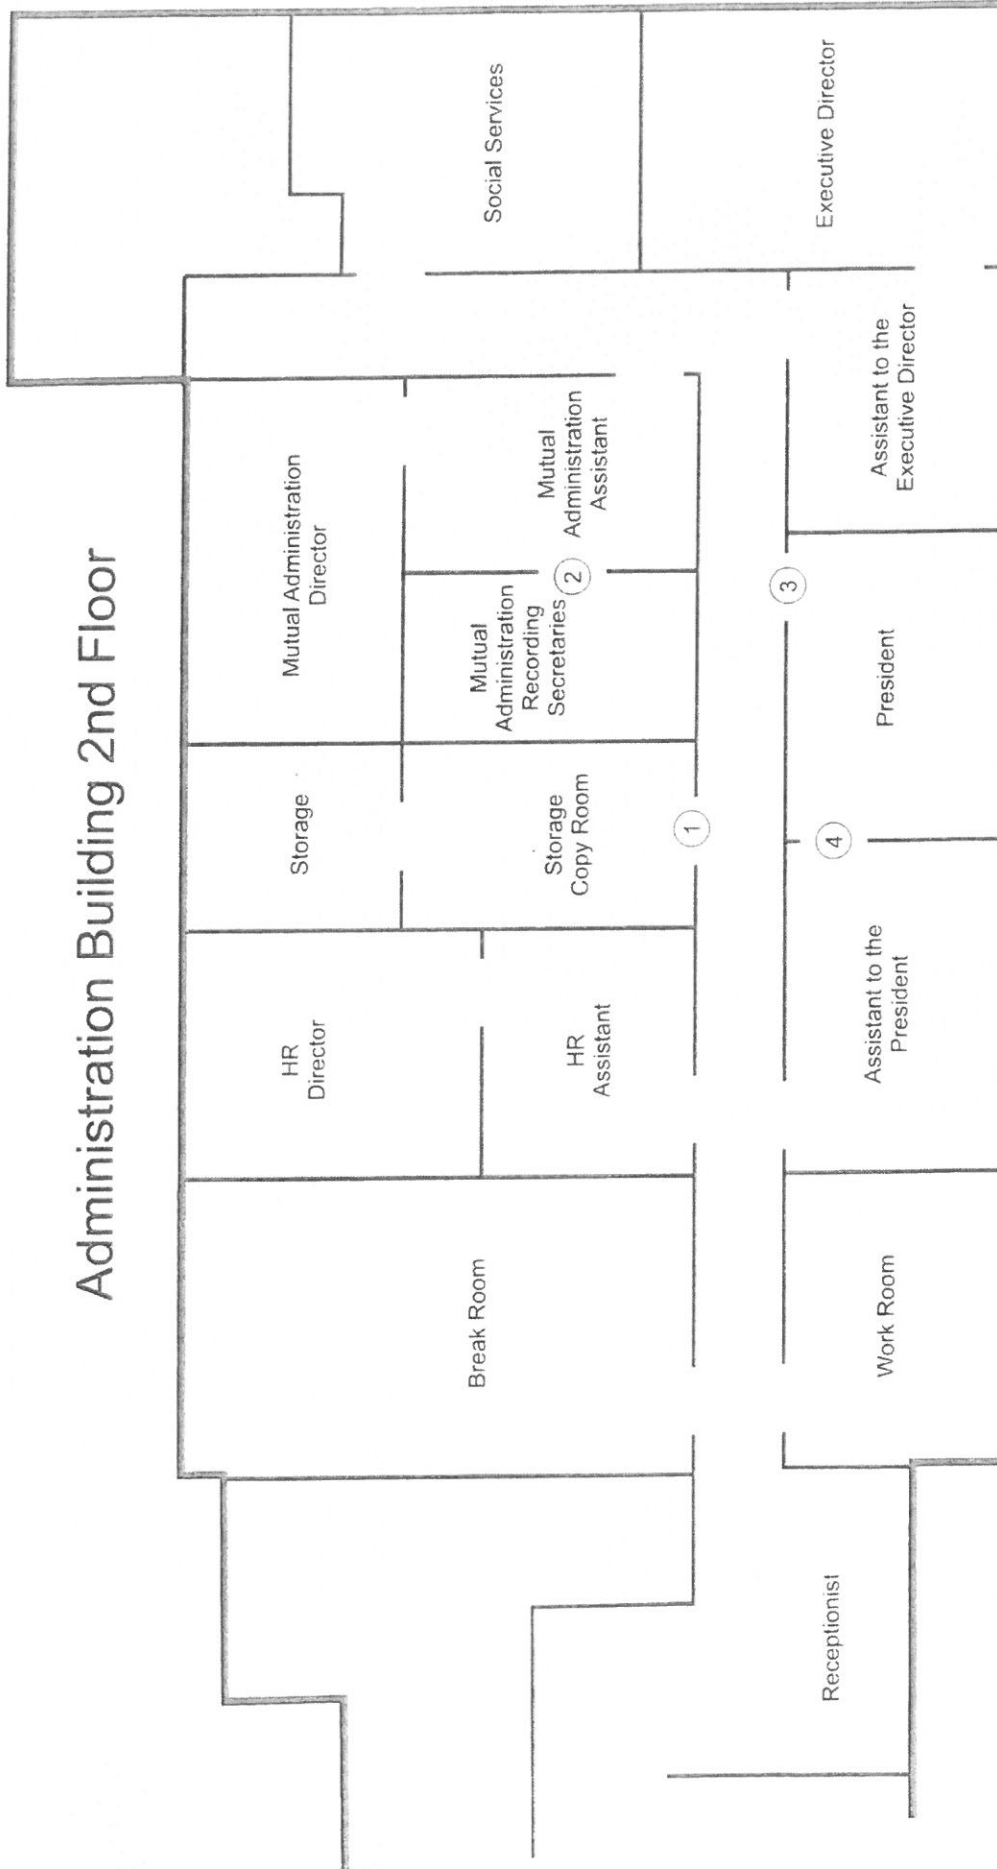 Administration Building 2nd Floor
Break Room
HR
Director
HR
Assistant
Storage
Storage
Copy Room
Mutual Administration
Director
Mutual
Administration
Recording
Secretaries
Mutual
Administration
Assistant
Social Services
1
2
3
4
Receptionist
Work Room
Assistant to the
President
President
Assistant to the
Executive Director
Executive Director